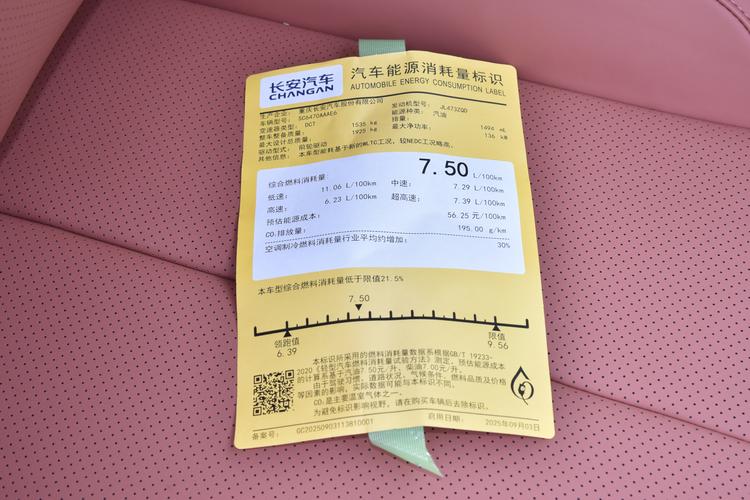 长安汽车
CHANGAN
汽车能源消耗量标识
AUTOMOBILE ENERGY CONSUMPTION LABEL
生产企业: 重庆长安汽车股份有限公司
车辆型号: SC6470AAAE6 发动机型号: JL473ZQD
变速器类型: DCT 能源种类: 汽油
整车整备质量: 1535 kg 排量: 1494 mL
最大设计总质量: 1925 kg 最大净功率: 136 kW
驱动型式: 前轮驱动
其他信息: 本车型能耗基于新的WLTC工况，较NEDC工况略高。
综合燃料消耗量: 7.50 L/100km
低速: 11.06 L/100km 中速: 7.29 L/100km
高速: 6.23 L/100km 超高速: 7.39 L/100km
预估能源成本: 56.25 元/100km
CO₂排放量: 195.00 g/km
空调制冷燃料消耗量行业平均约增加: 30%
本车型综合燃料消耗量低于限值21.5%
7.50
领跑值 限值
6.39 9.56
本标识所采用的燃料消耗量数据系根据GB/T 19233-
2020《轻型汽车燃料消耗量试验方法》测定，预估能源成本
的计算系基于汽油7.50元/升；柴油7.00元/升。
由于驾驶习惯、道路状况、气候条件、燃料品质及价格
等因素的影响，实际数据可能与本标识不同。
CO₂是主要温室气体之一。
为避免标识影响视野，请在购买车辆后去除标识。
备案号: GC20250903113810001 启用日期: 2025年09月03日